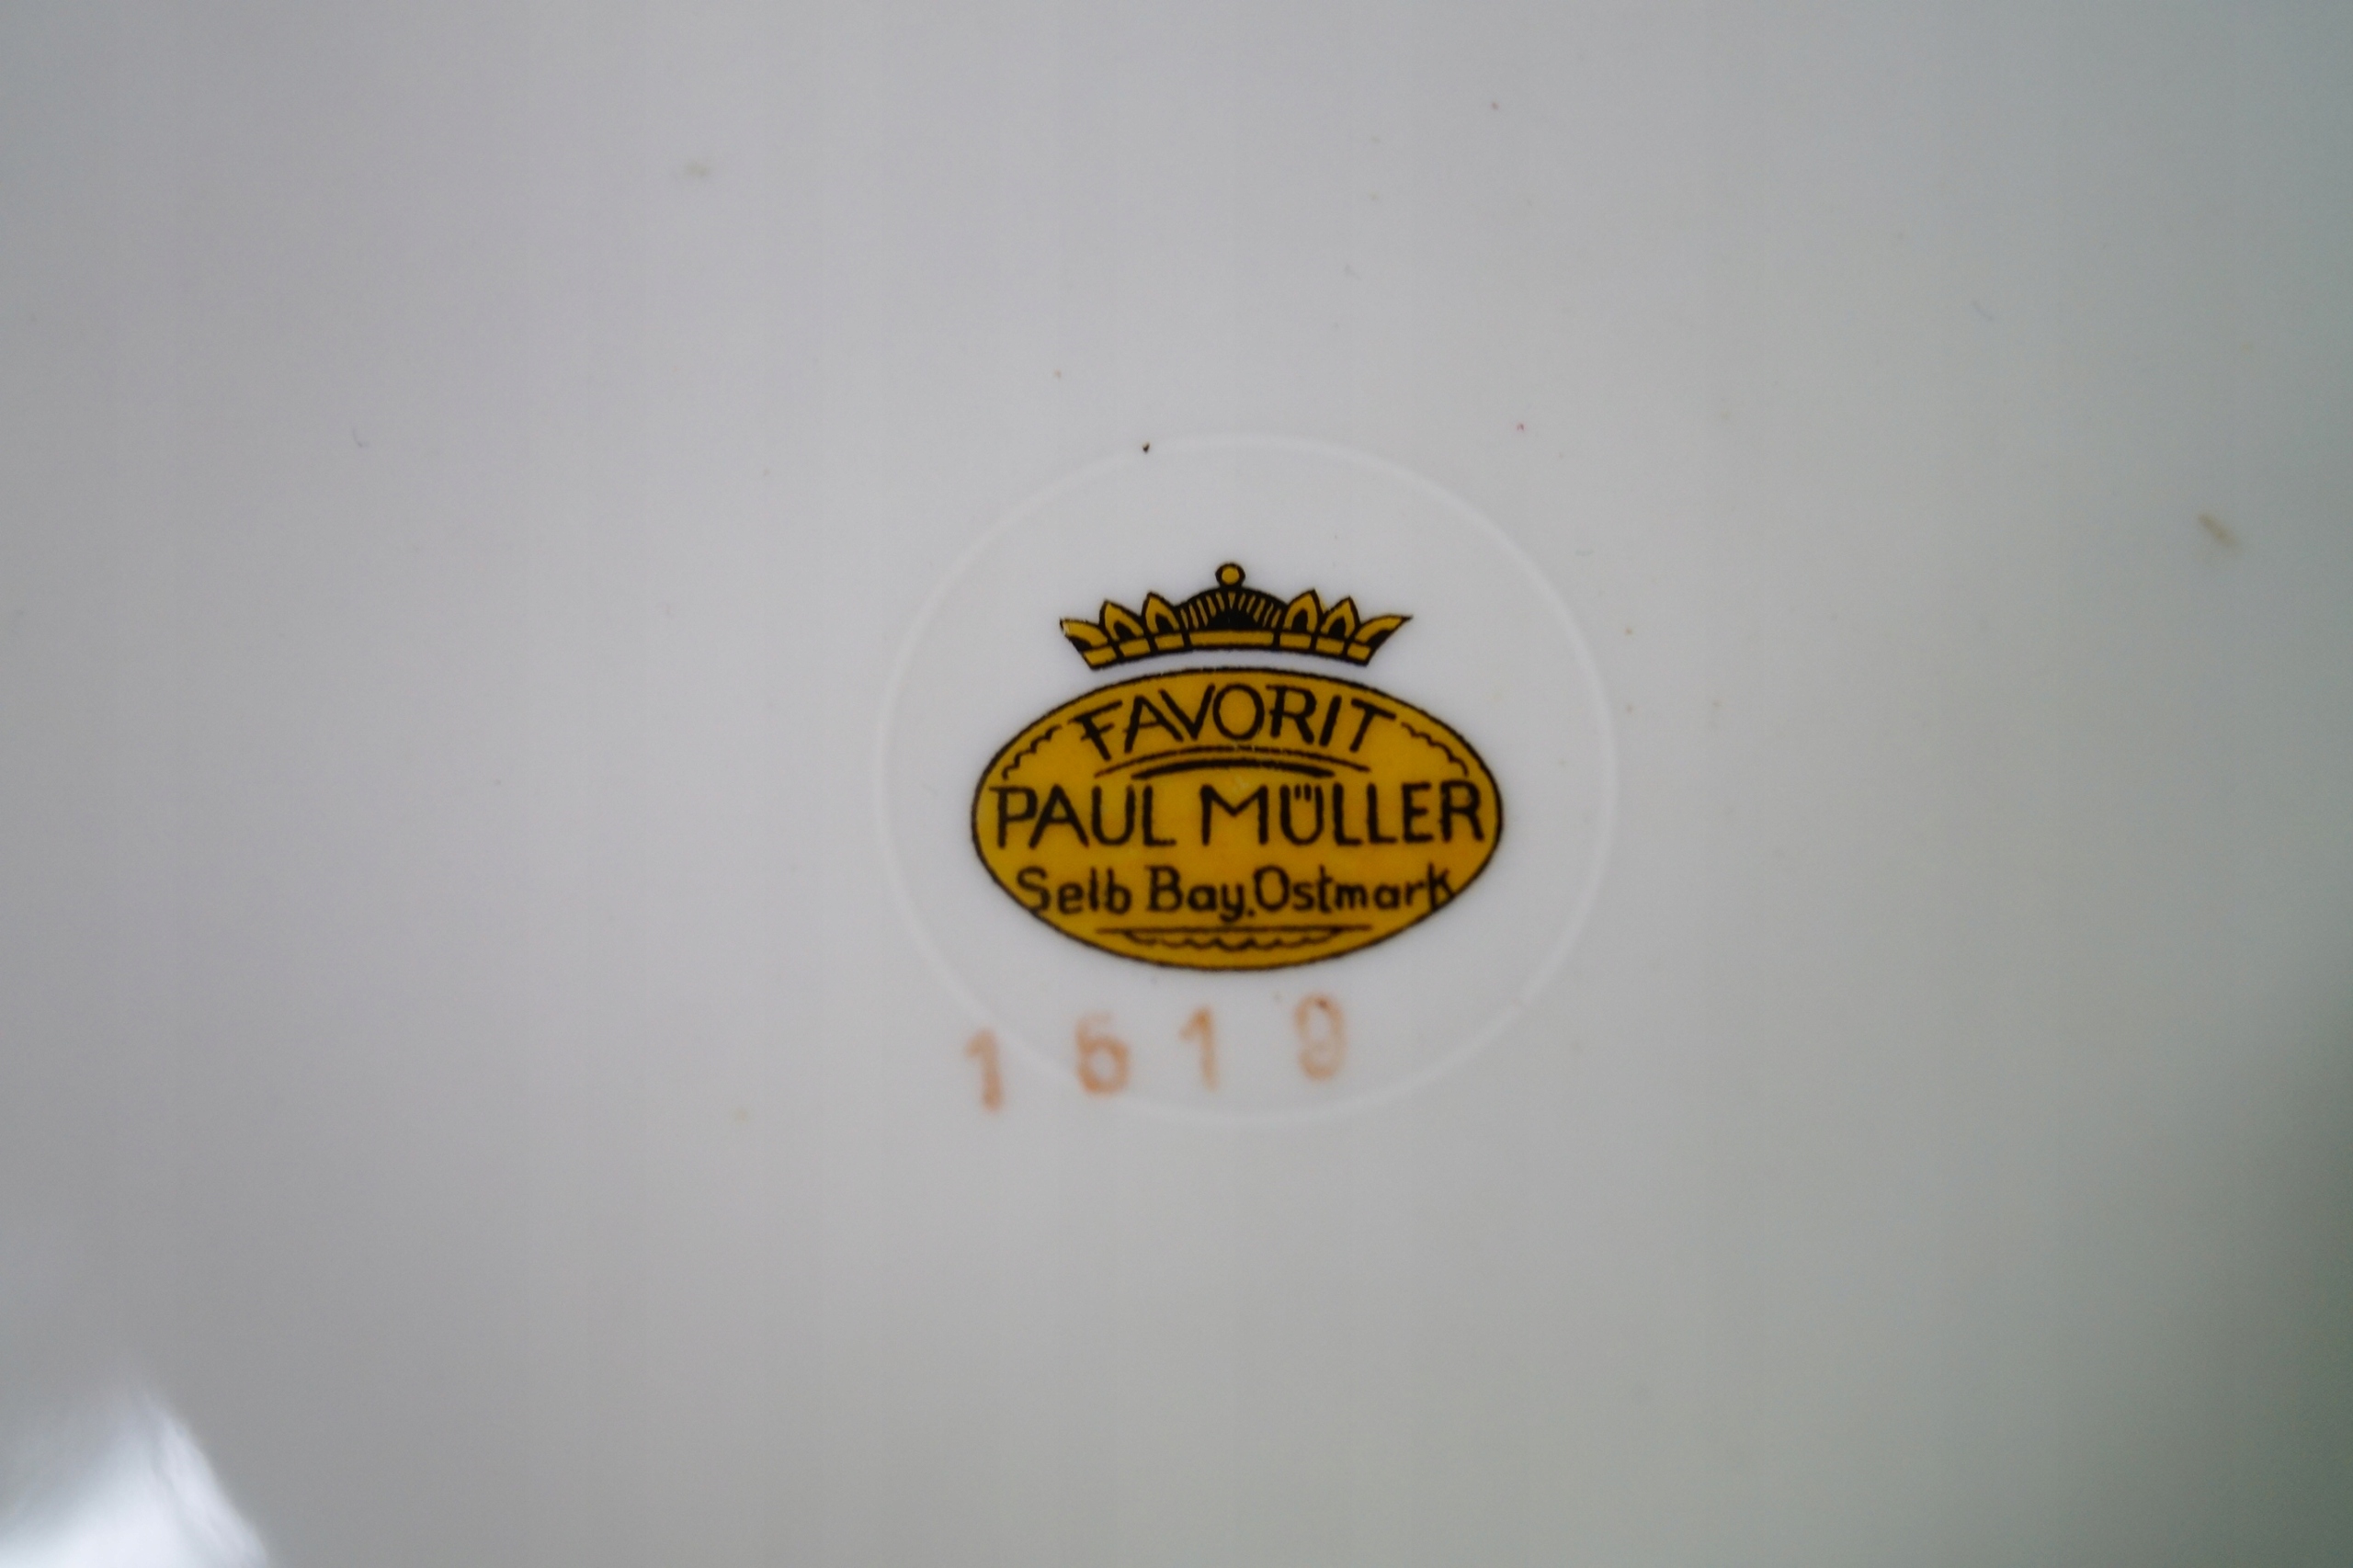 FAVORIT
PAUL MÜLLER
Selb Bay.Ostmark
1619